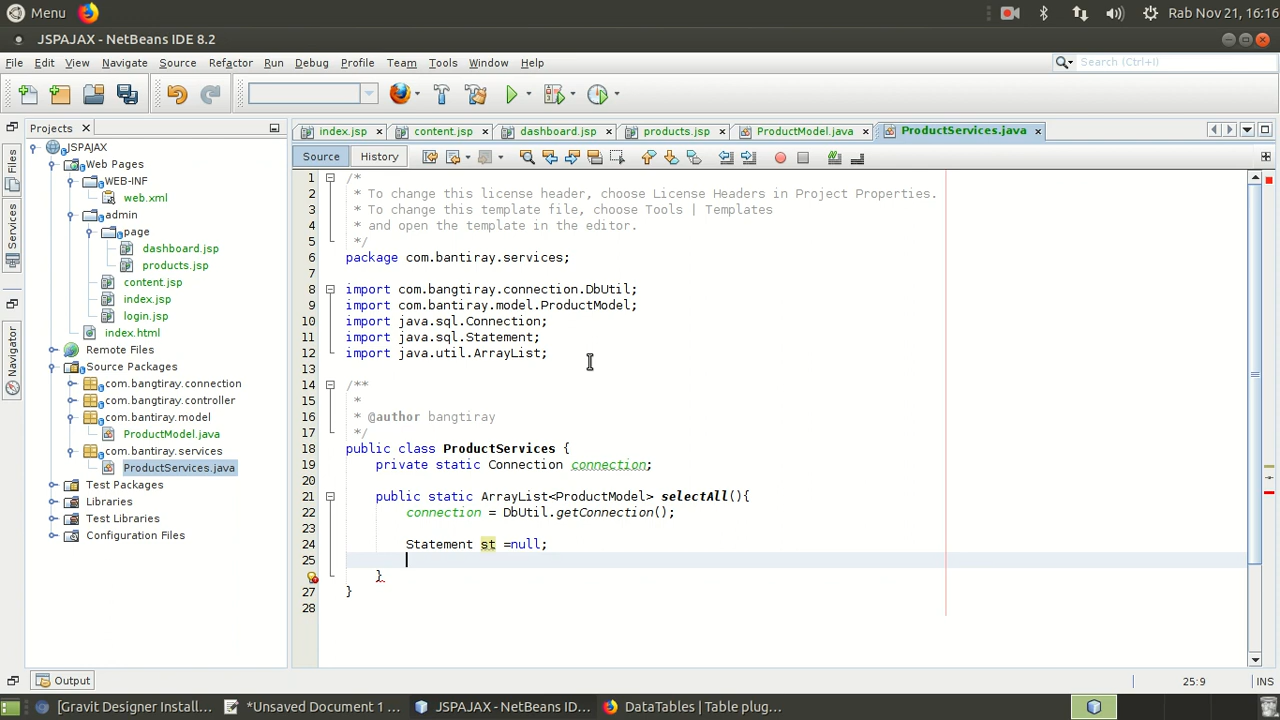 Menu
Rab Nov 21, 16:16
JSPAJAX - NetBeans IDE 8.2
File Edit View Navigate Source Refactor Run Debug Profile Team Tools Window Help
Search (Ctrl+I)
Projects
index.jsp content.jsp dashboard.jsp products.jsp ProductModel.java ProductServices.java
Source History
Files
Services
Navigator
JSPAJAX
Web Pages
WEB-INF
web.xml
admin
page
dashboard.jsp
products.jsp
content.jsp
index.jsp
login.jsp
index.html
Remote Files
Source Packages
com.bangtiray.connection
com.bangtiray.controller
com.bantiray.model
ProductModel.java
com.bantiray.services
ProductServices.java
Test Packages
Libraries
Test Libraries
Configuration Files
1 /*
2 * To change this license header, choose License Headers in Project Properties.
3 * To change this template file, choose Tools | Templates
4 * and open the template in the editor.
5 */
6 package com.bantiray.services;
7
8 import com.bangtiray.connection.DbUtil;
9 import com.bantiray.model.ProductModel;
10 import java.sql.Connection;
11 import java.sql.Statement;
12 import java.util.ArrayList;
13
14 /**
15 *
16 * @author bangtiray
17 */
18 public class ProductServices {
19 private static Connection connection;
20
21 public static ArrayList<ProductModel> selectAll(){
22 connection = DbUtil.getConnection();
23
24 Statement st =null;
25
}
27 }
28
Output
25:9 INS
[Gravit Designer Install... *Unsaved Document 1 ... JSPAJAX - NetBeans ID... DataTables | Table plug...